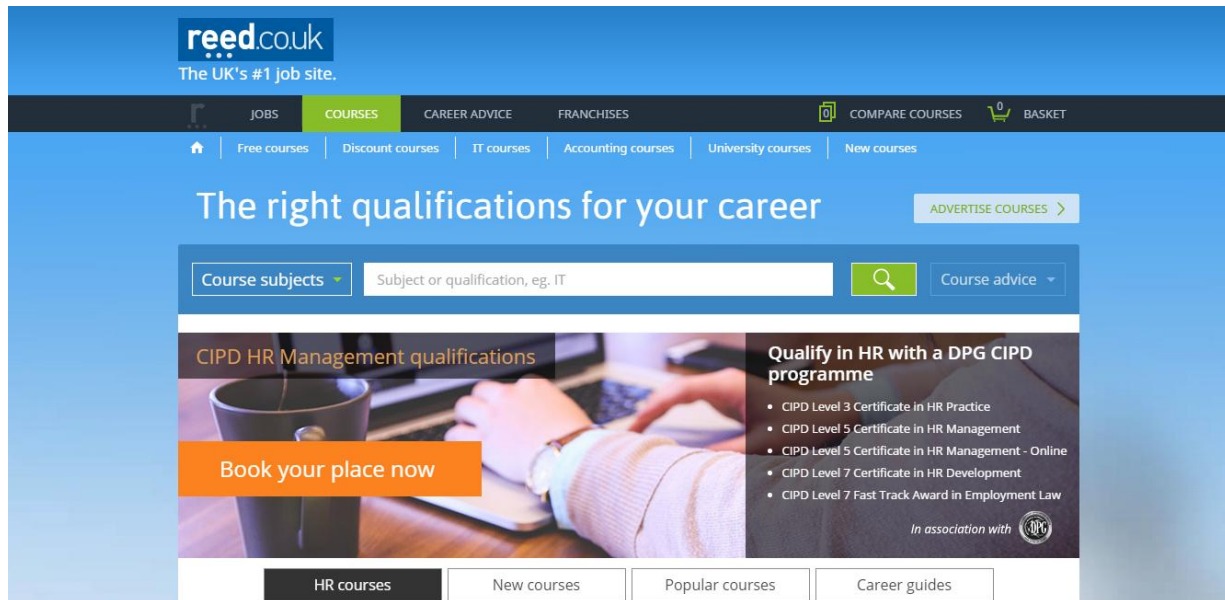 reed.co.uk
The UK's #1 job site.
JOBS COURSES CAREER ADVICE FRANCHISES 0 COMPARE COURSES 0 BASKET
Free courses Discount courses IT courses Accounting courses University courses New courses
The right qualifications for your career
ADVERTISE COURSES
Course subjects Subject or qualification, eg. IT Course advice
CIPD HR Management qualifications
Book your place now
Qualify in HR with a DPG CIPD
programme
• CIPD Level 3 Certificate in HR Practice
• CIPD Level 5 Certificate in HR Management
• CIPD Level 5 Certificate in HR Management - Online
• CIPD Level 7 Certificate in HR Development
• CIPD Level 7 Fast Track Award in Employment Law
In association with DPG
HR courses New courses Popular courses Career guides